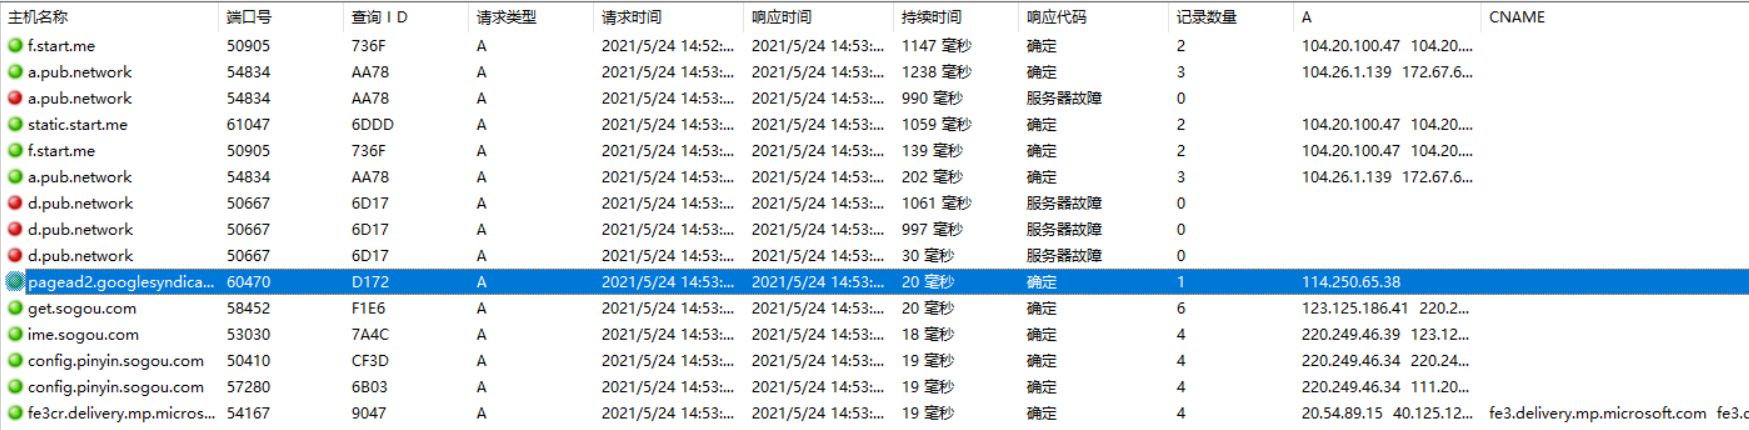 主机名称 端口号 查询ID 请求类型 请求时间 响应时间 持续时间 响应代码 记录数量 A CNAME
f.start.me 50905 736F A 2021/5/24 14:52:... 2021/5/24 14:53:... 1147 毫秒 确定 2 104.20.100.47 104.20....
a.pub.network 54834 AA78 A 2021/5/24 14:53:... 2021/5/24 14:53:... 1238 毫秒 确定 3 104.26.1.139 172.67.6...
a.pub.network 54834 AA78 A 2021/5/24 14:53:... 2021/5/24 14:53:... 990 毫秒 服务器故障 0
static.start.me 61047 6DDD A 2021/5/24 14:53:... 2021/5/24 14:53:... 1059 毫秒 确定 2 104.20.100.47 104.20....
f.start.me 50905 736F A 2021/5/24 14:53:... 2021/5/24 14:53:... 139 毫秒 确定 2 104.20.100.47 104.20....
a.pub.network 54834 AA78 A 2021/5/24 14:53:... 2021/5/24 14:53:... 202 毫秒 确定 3 104.26.1.139 172.67.6...
d.pub.network 50667 6D17 A 2021/5/24 14:53:... 2021/5/24 14:53:... 1061 毫秒 服务器故障 0
d.pub.network 50667 6D17 A 2021/5/24 14:53:... 2021/5/24 14:53:... 997 毫秒 服务器故障 0
d.pub.network 50667 6D17 A 2021/5/24 14:53:... 2021/5/24 14:53:... 30 毫秒 服务器故障 0
pagead2.googlesyndica... 60470 D172 A 2021/5/24 14:53:... 2021/5/24 14:53:... 20 毫秒 确定 1 114.250.65.38
get.sogou.com 58452 F1E6 A 2021/5/24 14:53:... 2021/5/24 14:53:... 20 毫秒 确定 6 123.125.186.41 220.2...
ime.sogou.com 53030 7A4C A 2021/5/24 14:53:... 2021/5/24 14:53:... 18 毫秒 确定 4 220.249.46.39 123.12...
config.pinyin.sogou.com 50410 CF3D A 2021/5/24 14:53:... 2021/5/24 14:53:... 19 毫秒 确定 4 220.249.46.34 220.24...
config.pinyin.sogou.com 57280 6B03 A 2021/5/24 14:53:... 2021/5/24 14:53:... 19 毫秒 确定 4 220.249.46.34 111.20...
fe3cr.delivery.mp.micros... 54167 9047 A 2021/5/24 14:53:... 2021/5/24 14:53:... 19 毫秒 确定 4 20.54.89.15 40.125.12... fe3.delivery.mp.microsoft.com fe3.